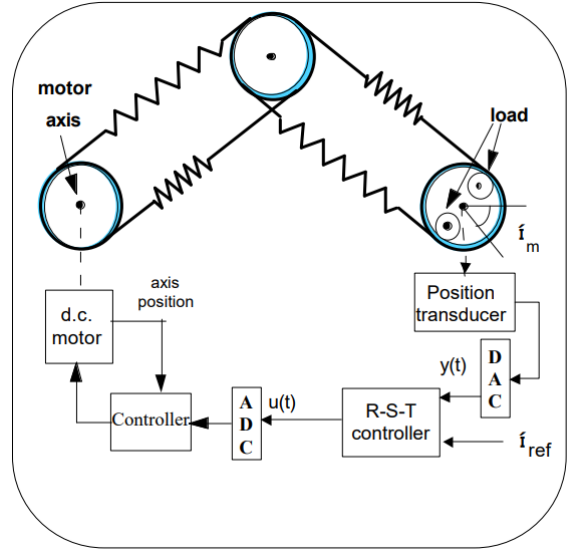 motor
axis
load
í m
axis
position
d.c.
motor
Position
transducer
D
A
C
y(t)
A
D
C
u(t)
Controller
R-S-T
controller
í ref